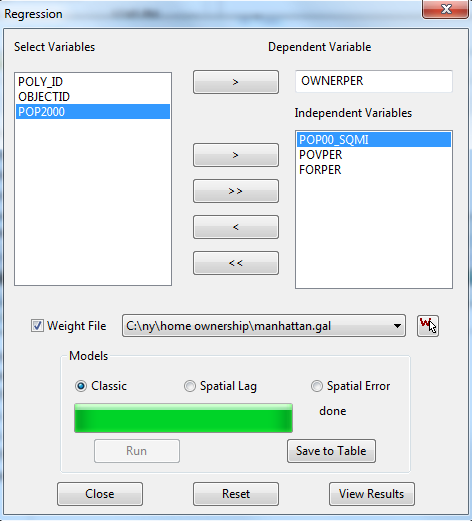 Regression
Select Variables
Dependent Variable
POLY_ID
OBJECTID
POP2000
>
OWNERPER
Independent Variables
>
>>
<
<<
POP00_SQMI
POVPER
FORPER
Weight File
C:\ny\home ownership\manhattan.gal
W
Models
Classic
Spatial Lag
Spatial Error
done
Run
Save to Table
Close
Reset
View Results